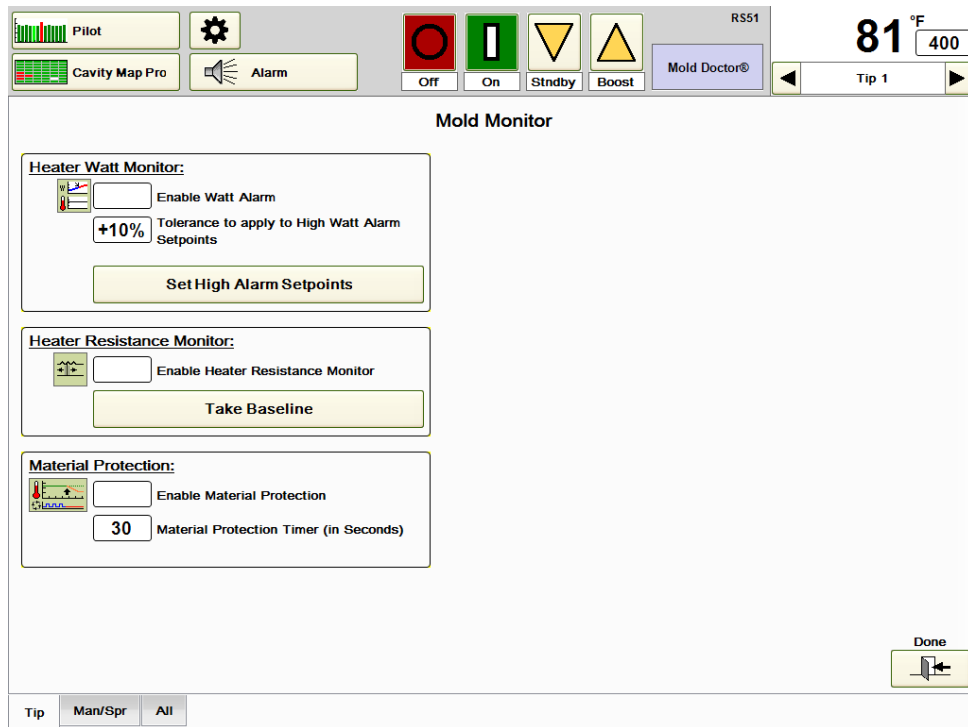 Pilot
Cavity Map Pro
Alarm
Off
On
Stndby
Boost
RS51
Mold Doctor®
81 °F
400
Tip 1
Mold Monitor
Heater Watt Monitor:
W
Enable Watt Alarm
+10%
Tolerance to apply to High Watt Alarm
Setpoints
Set High Alarm Setpoints
Heater Resistance Monitor:
Enable Heater Resistance Monitor
Take Baseline
Material Protection:
Enable Material Protection
30
Material Protection Timer (in Seconds)
Done
Tip
Man/Spr
All